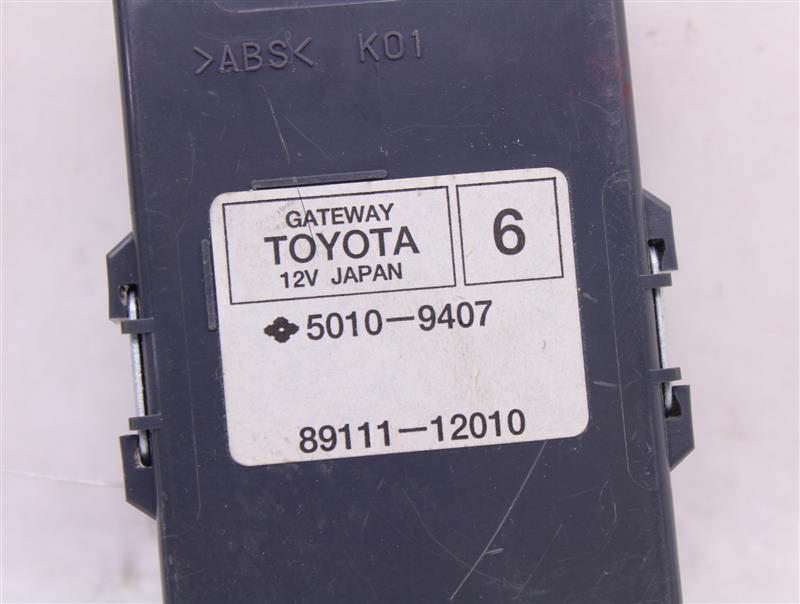 >ABS< K01
GATEWAY
TOYOTA
12V JAPAN
6
5010-9407
89111-12010